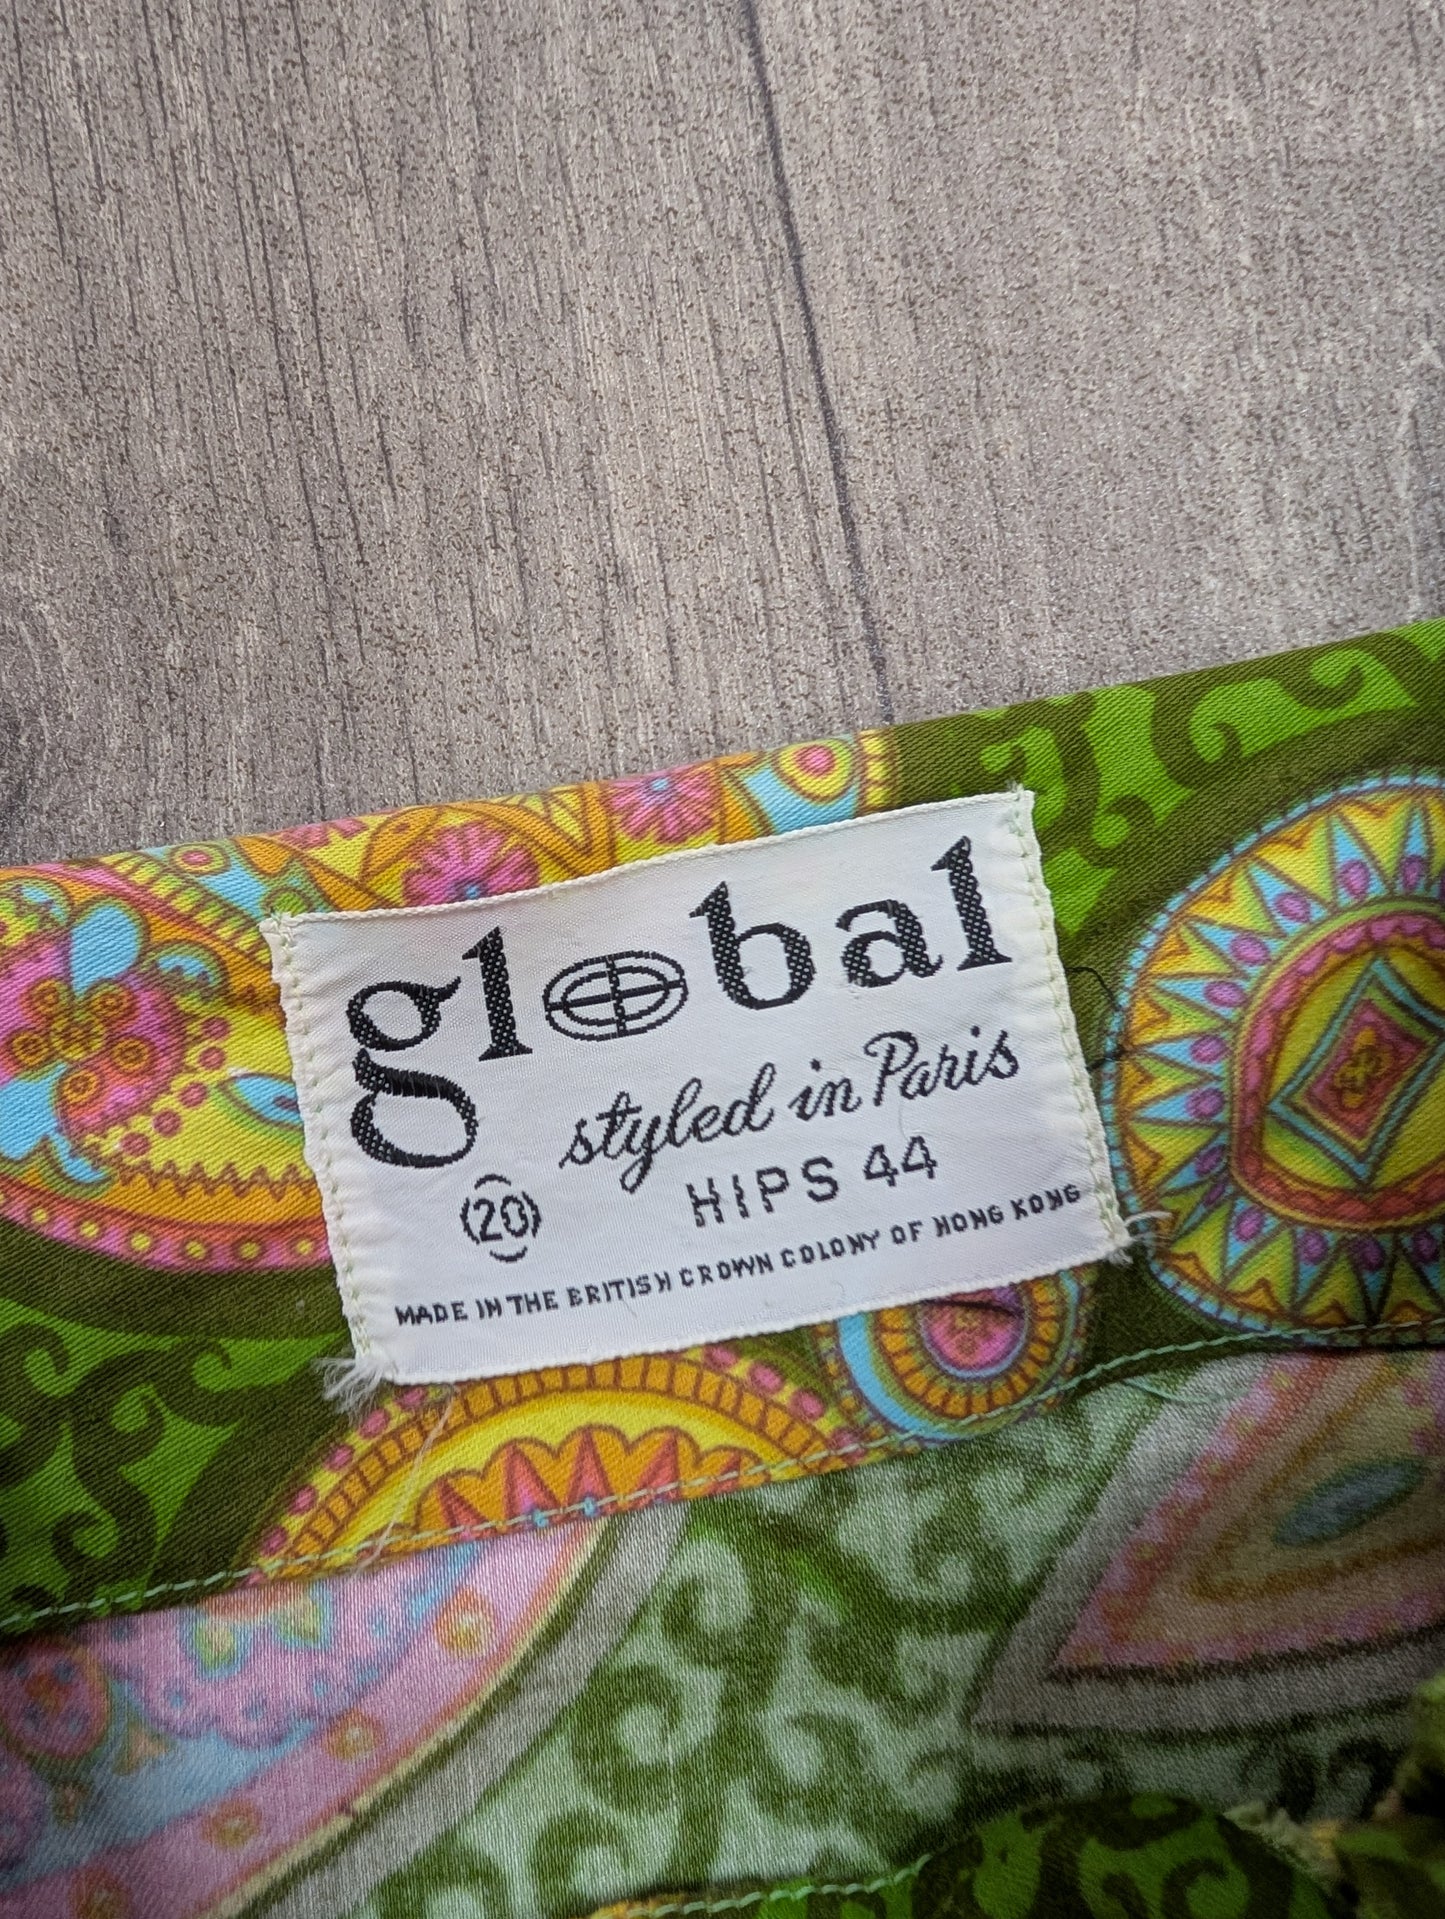 global
styled in Paris
20
HIPS 44
MADE IN THE BRITISH CROWN COLONY OF HONG KONG